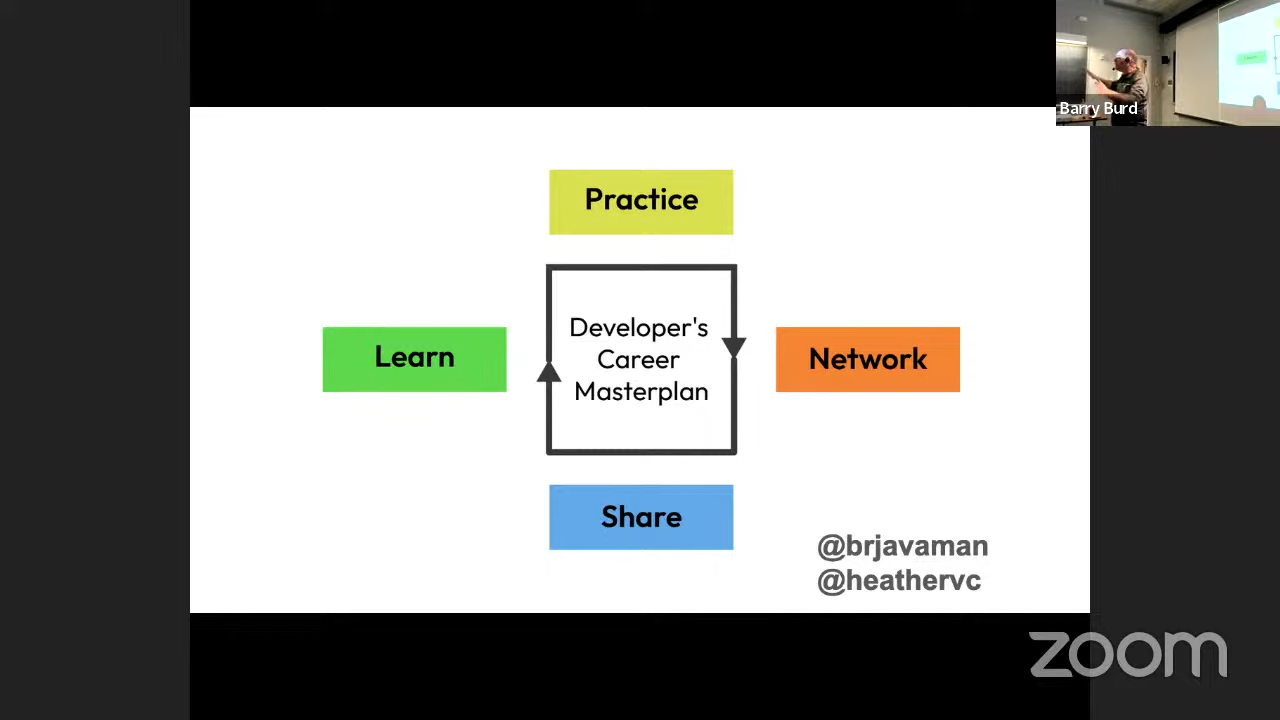 Barry Burd
Practice
Developer's
Career
Masterplan
Learn
Network
Share
@brjavaman
@heathervc
zoom